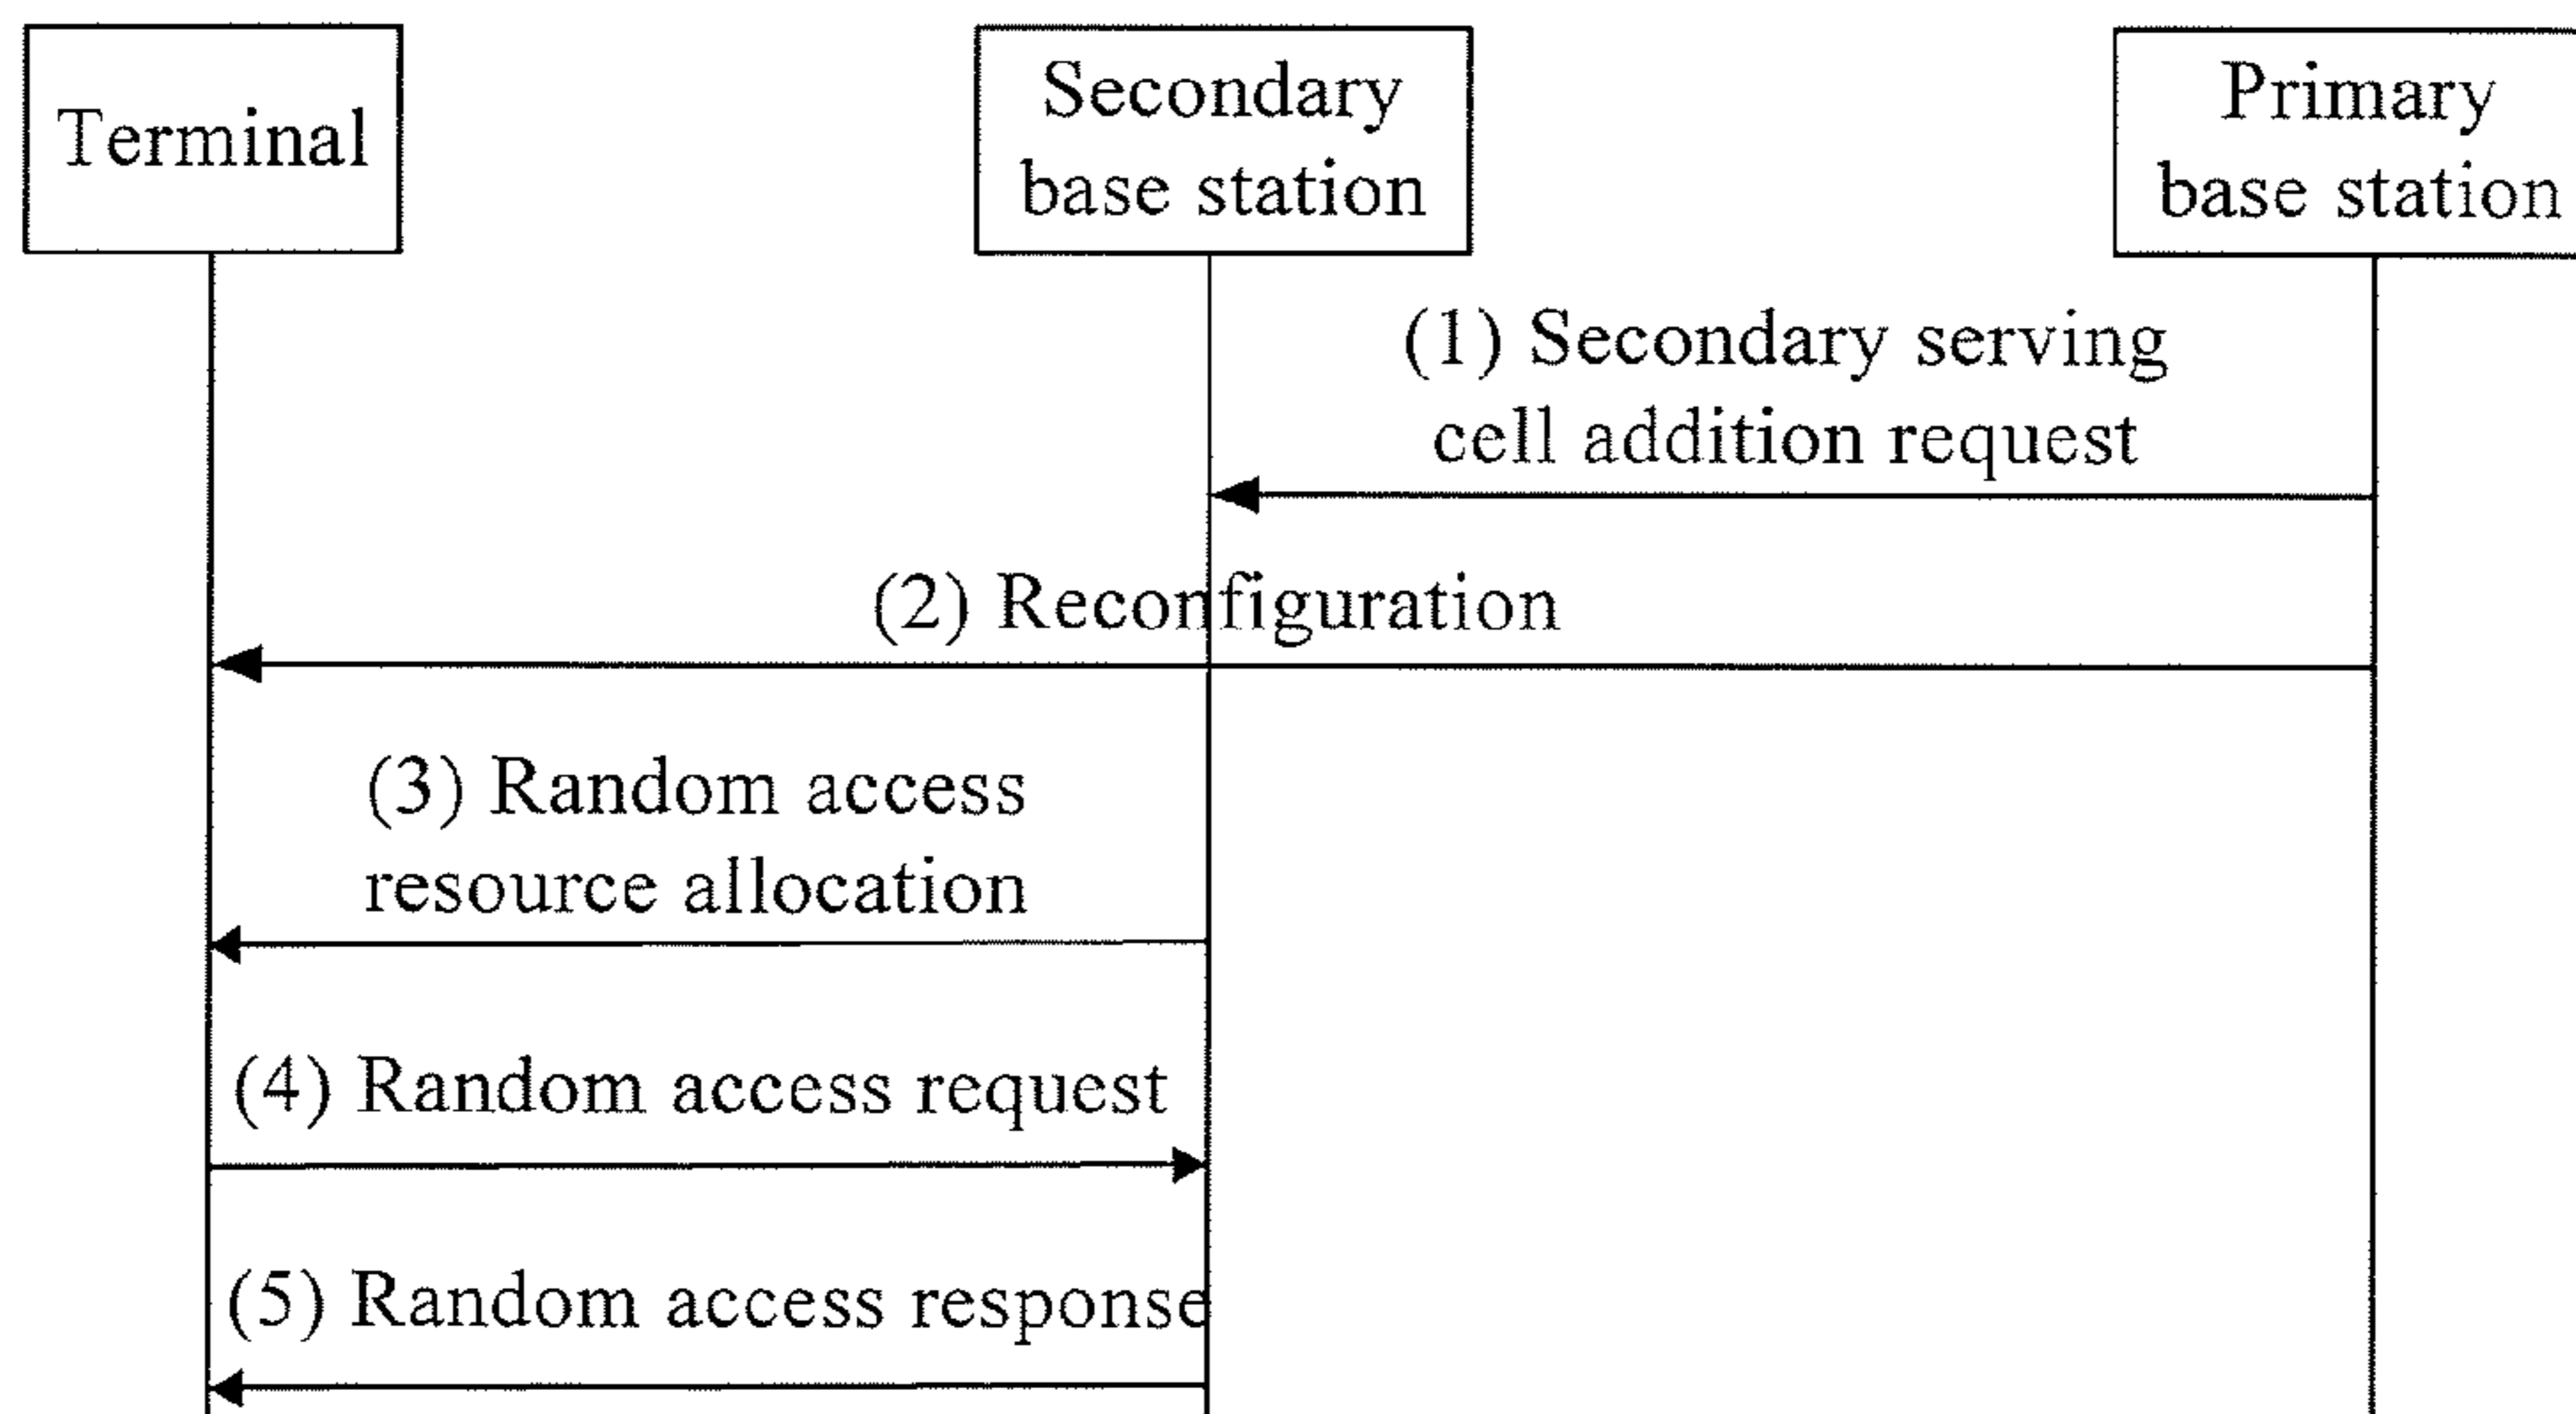 Terminal
Secondary
base station
Primary
base station
(1) Secondary serving
cell addition request
(2) Reconfiguration
(3) Random access
resource allocation
(4) Random access request
(5) Random access response